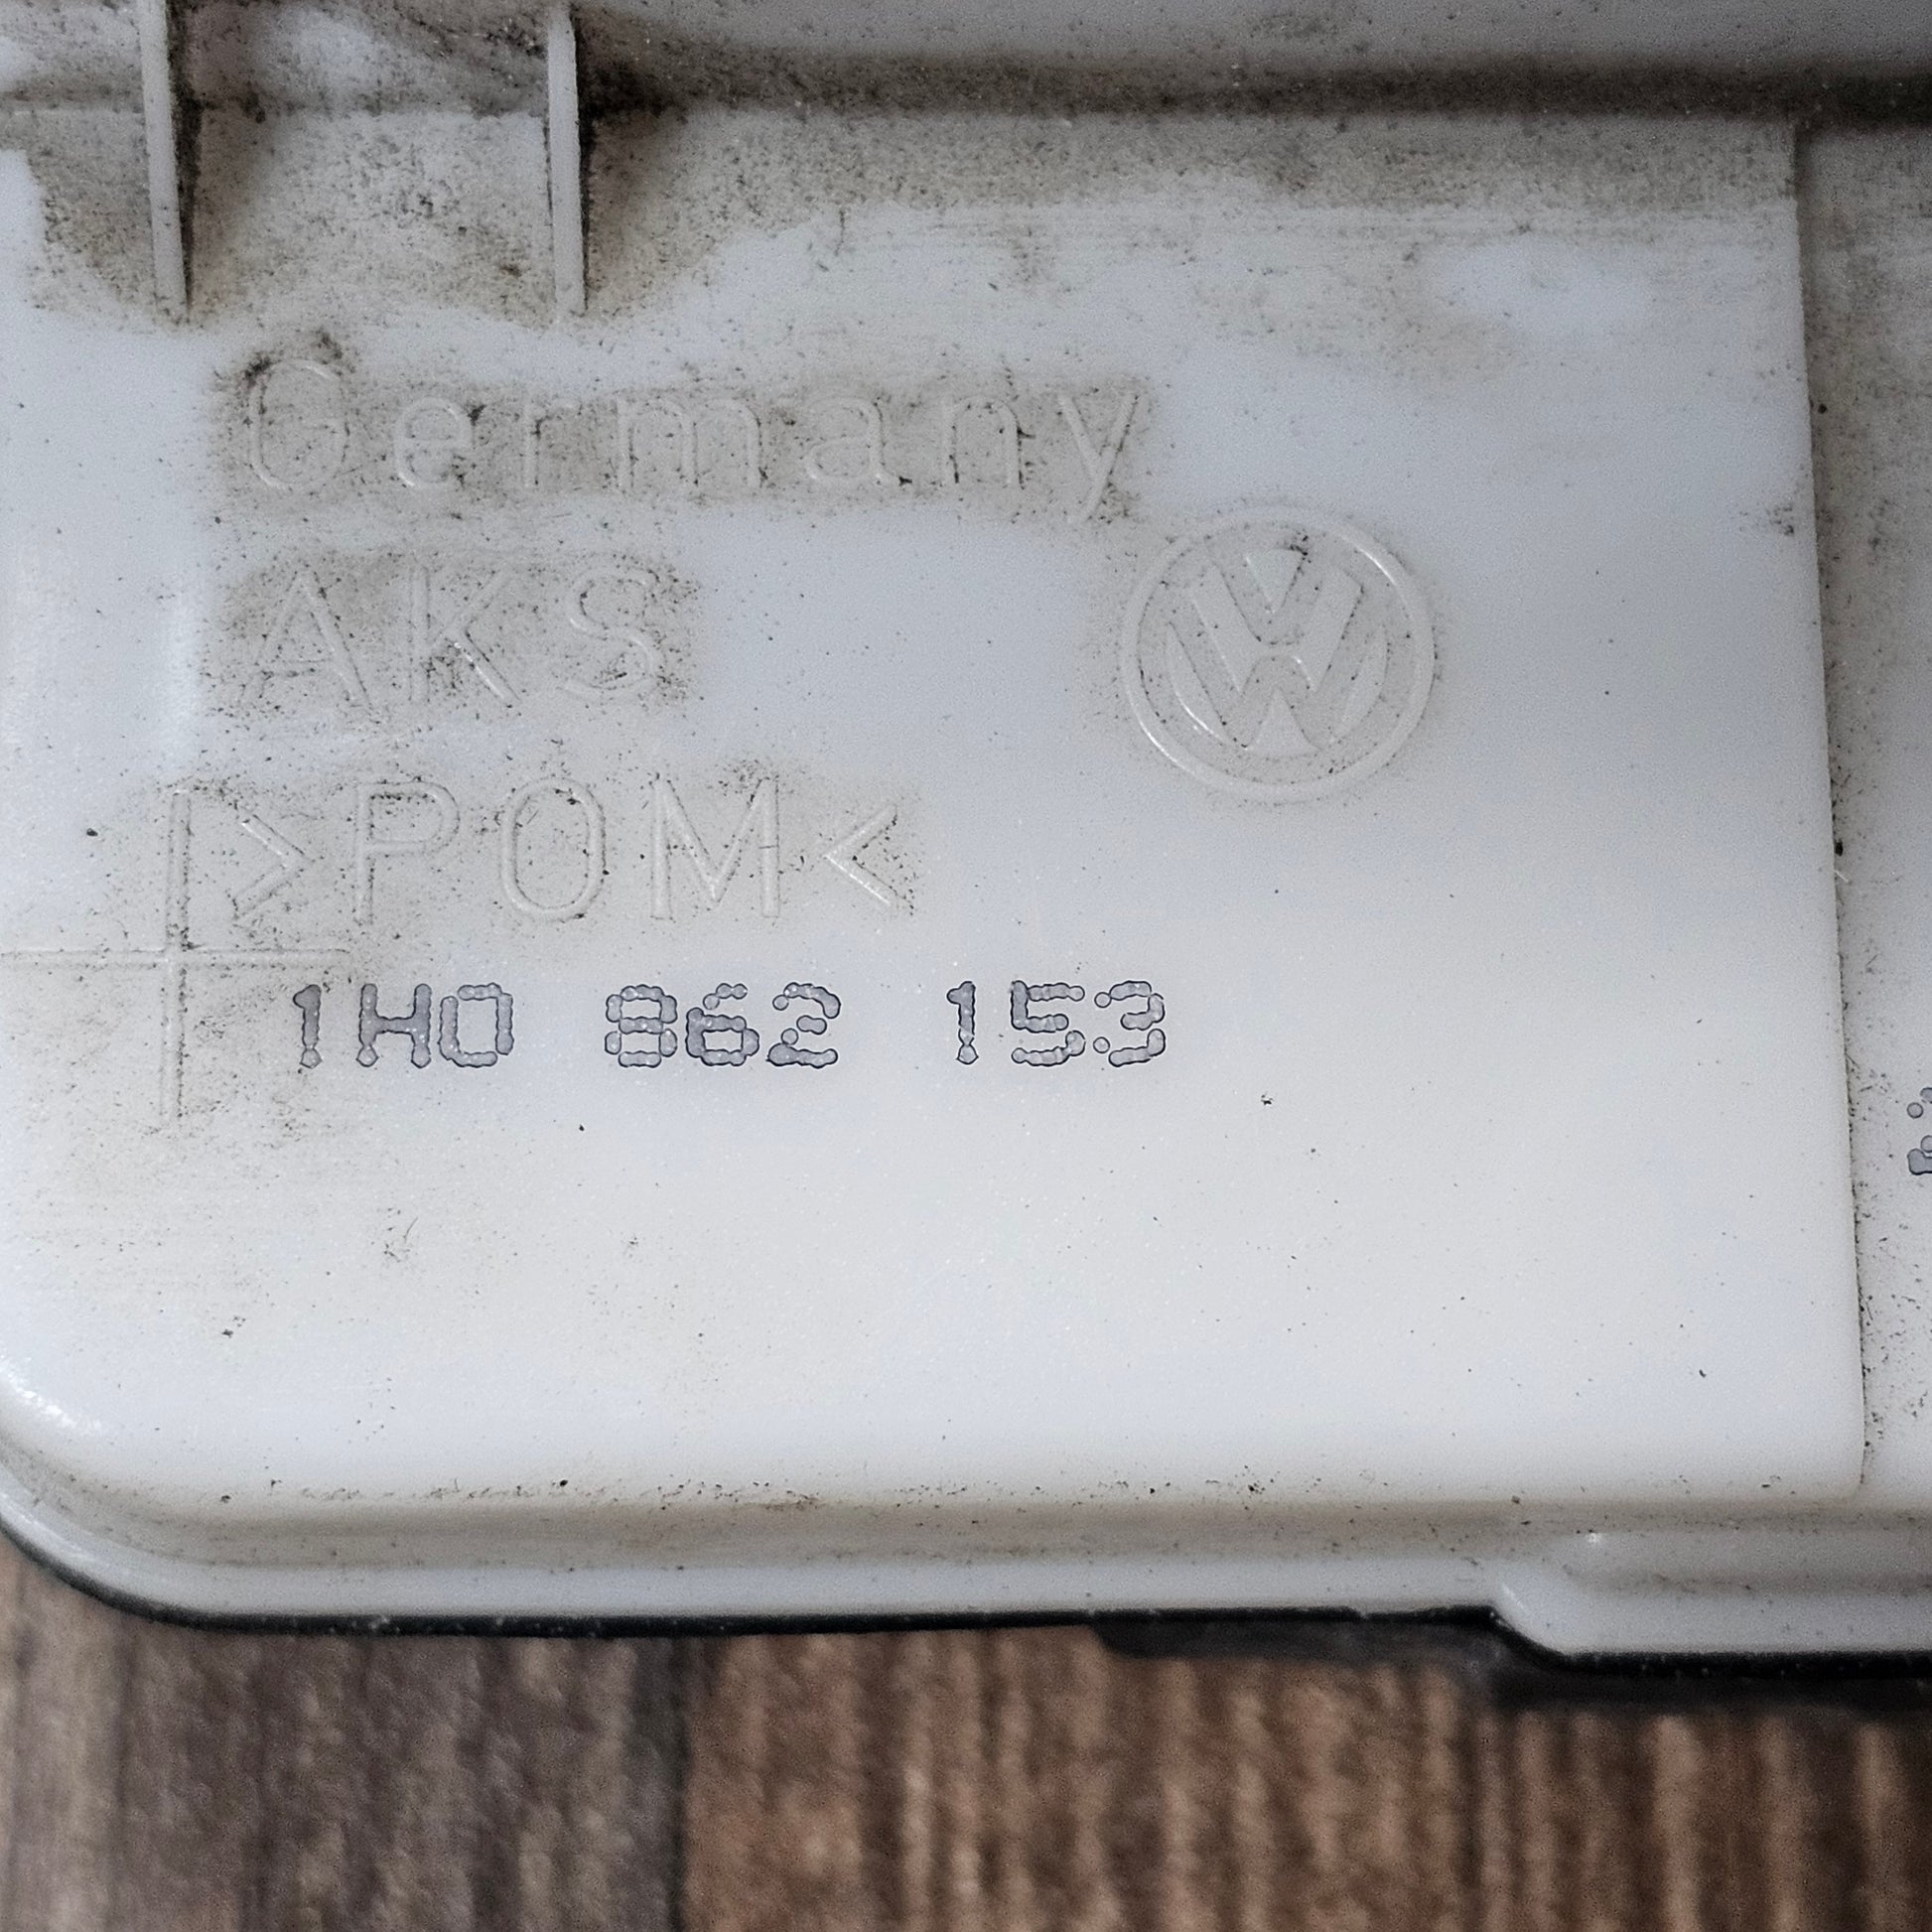 Germany
AKS
>POM<
1H0 862 153